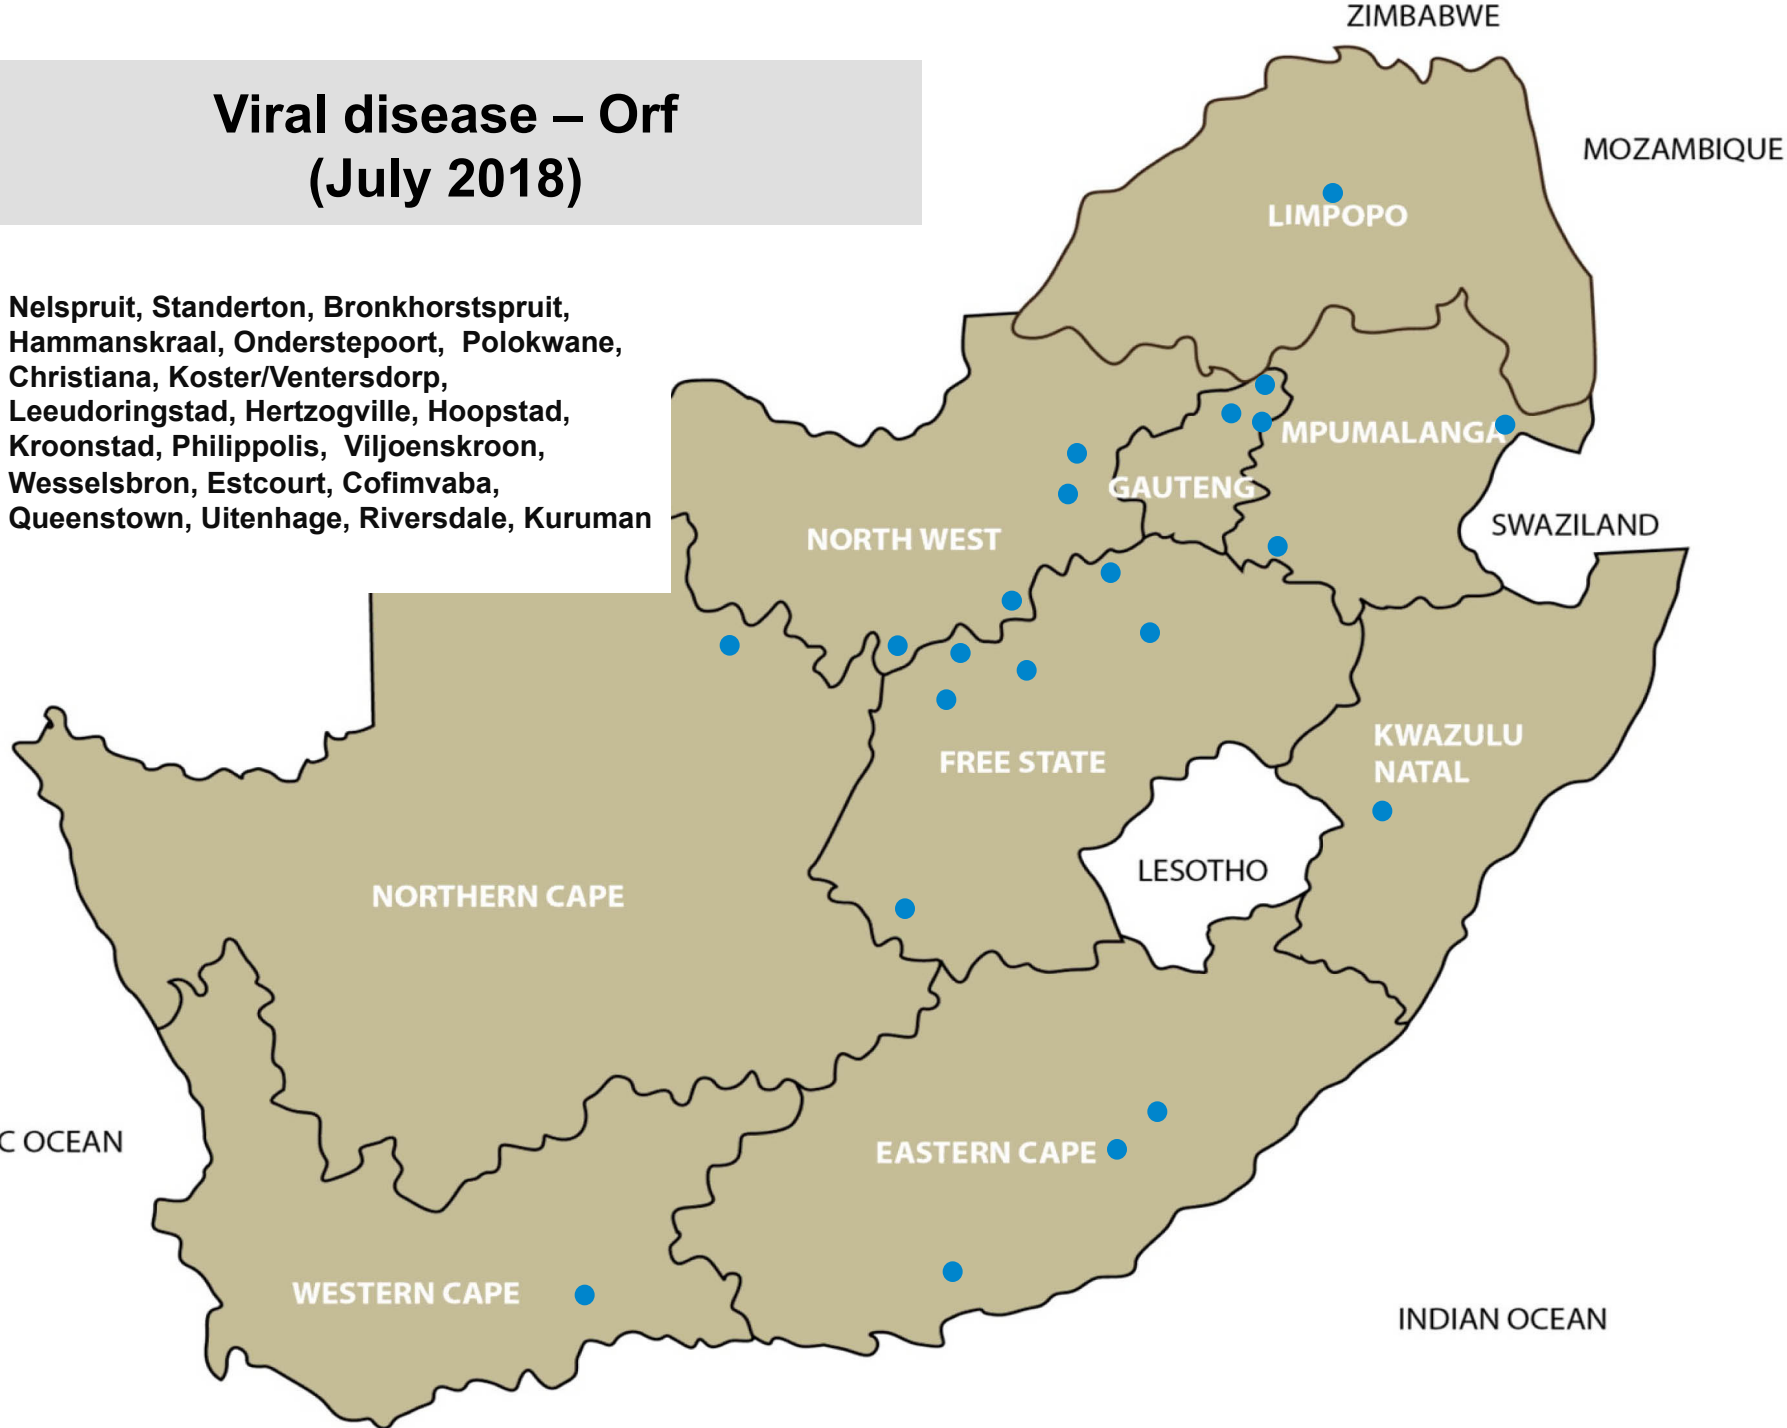 ZIMBABWE
Viral disease – Orf
(July 2018)
MOZAMBIQUE
LIMPOPO
Nelspruit, Standerton, Bronkhorstspruit,
Hammanskraal, Onderstepoort, Polokwane,
Christiana, Koster/Ventersdorp,
Leeudoringstad, Hertzogville, Hoopstad,
Kroonstad, Philippolis, Viljoenskroon,
Wesselsbron, Estcourt, Cofimvaba,
Queenstown, Uitenhage, Riversdale, Kuruman
MPUMALANGA
GAUTENG
NORTH WEST
SWAZILAND
KWAZULU
NATAL
FREE STATE
LESOTHO
NORTHERN CAPE
C OCEAN
EASTERN CAPE
WESTERN CAPE
INDIAN OCEAN